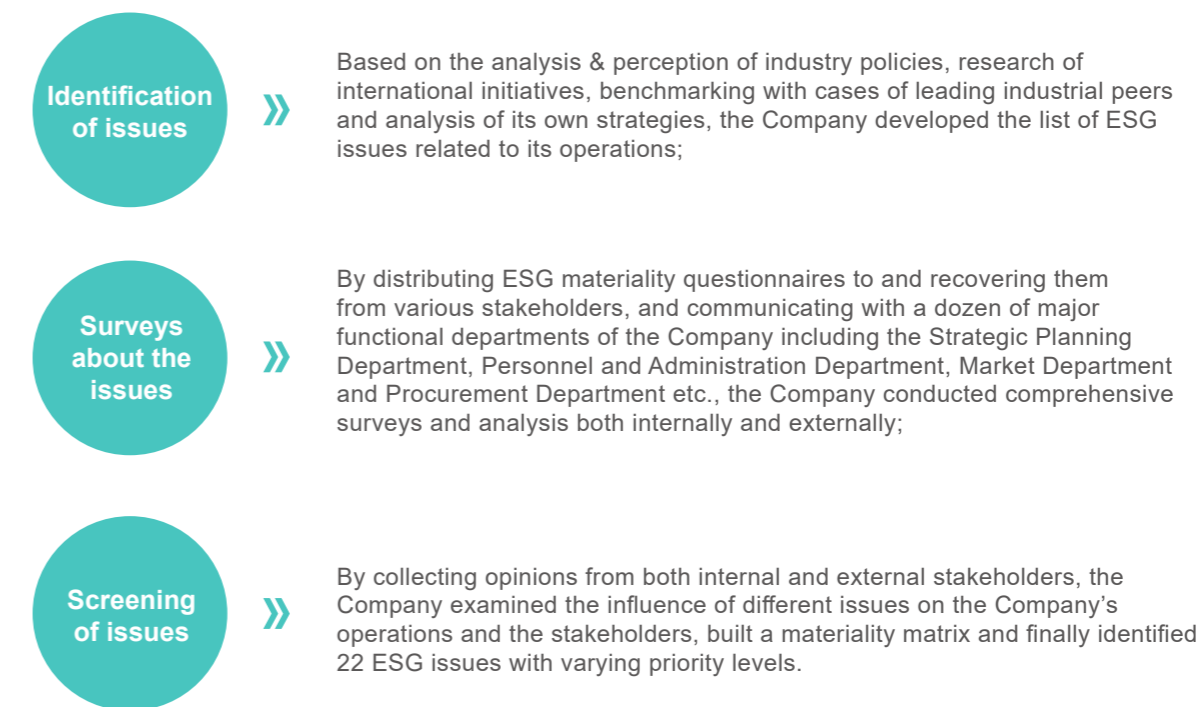 Identification
of issues
Based on the analysis & perception of industry policies, research of
international initiatives, benchmarking with cases of leading industrial peers
and analysis of its own strategies, the Company developed the list of ESG
issues related to its operations;
Surveys
about the
issues
By distributing ESG materiality questionnaires to and recovering them
from various stakeholders, and communicating with a dozen of major
functional departments of the Company including the Strategic Planning
Department, Personnel and Administration Department, Market Department
and Procurement Department etc., the Company conducted comprehensive
surveys and analysis both internally and externally;
Screening
of issues
By collecting opinions from both internal and external stakeholders, the
Company examined the influence of different issues on the Company’s
operations and the stakeholders, built a materiality matrix and finally identified
22 ESG issues with varying priority levels.